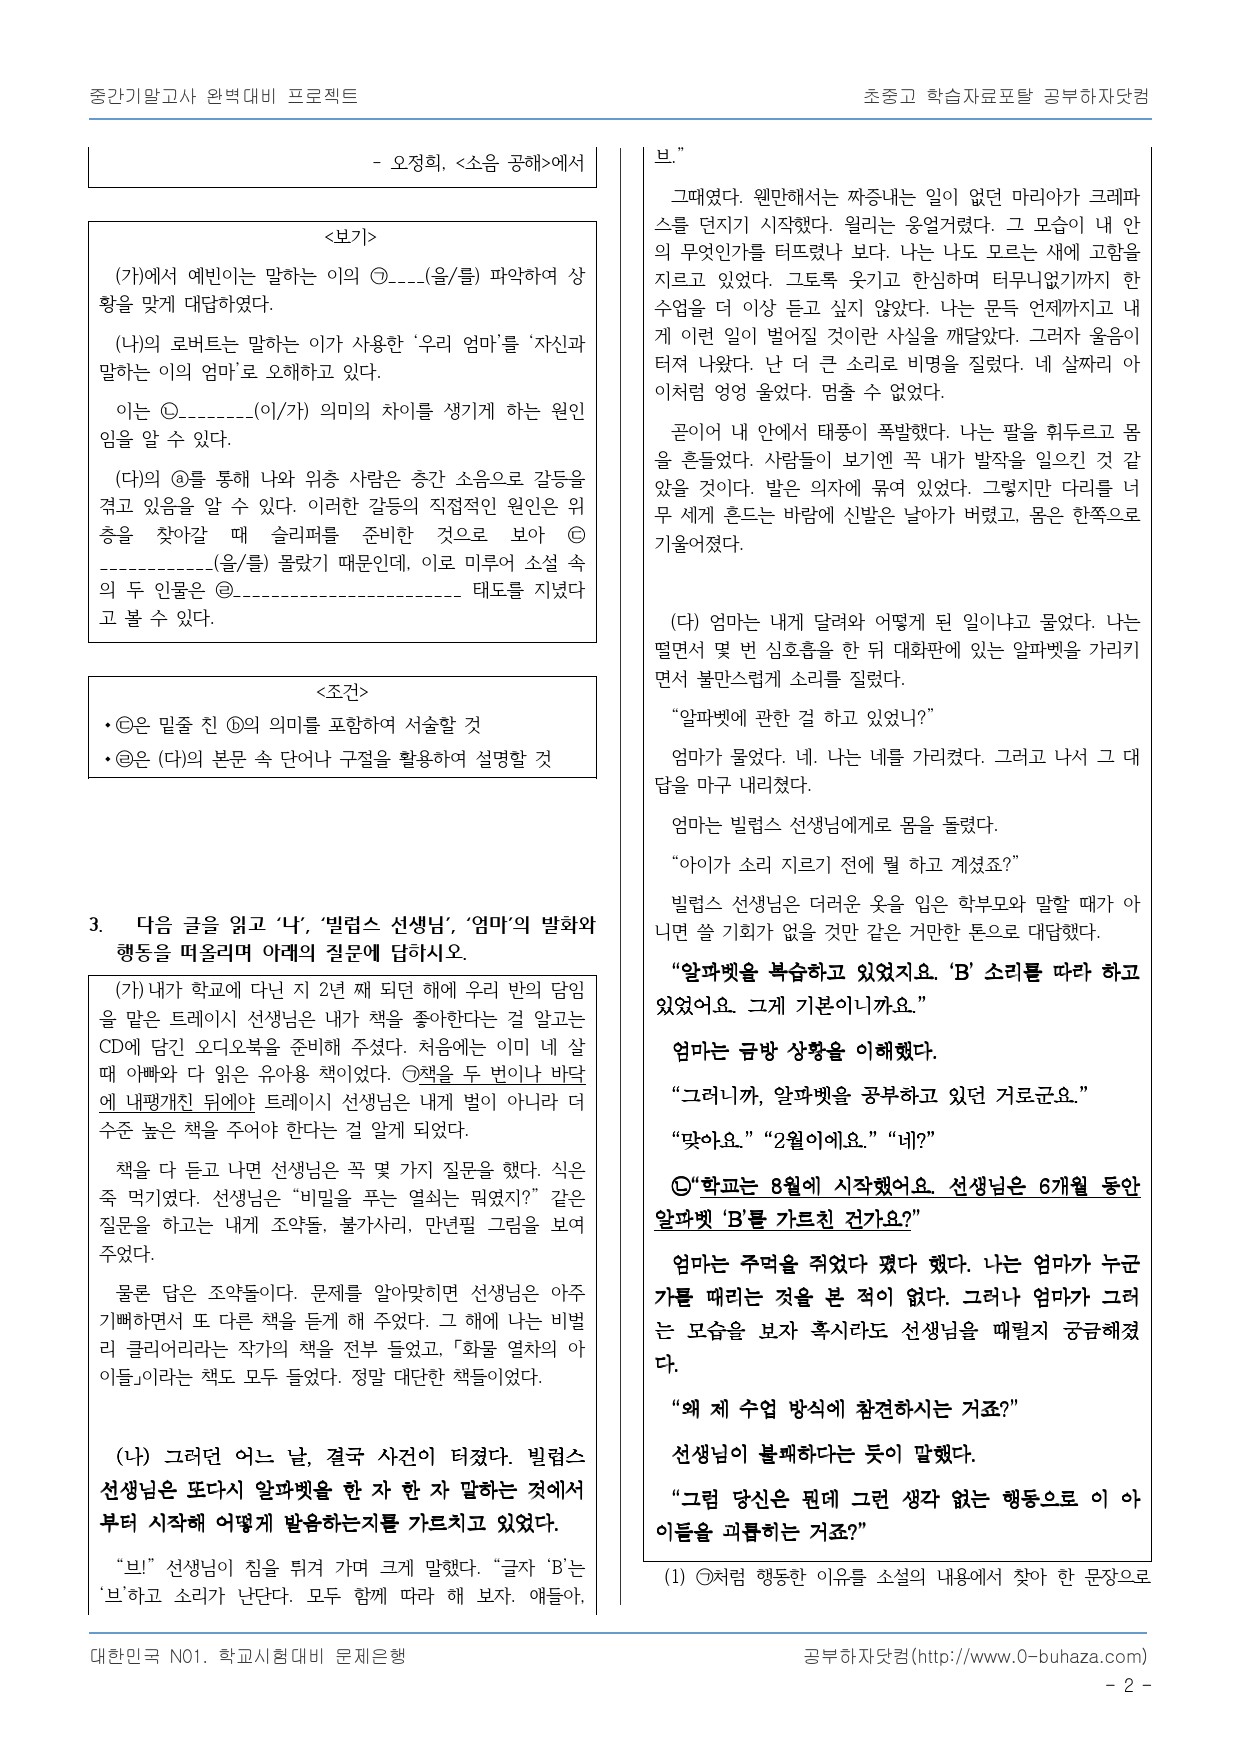 중간기말고사 완벽대비 프로젝트
초중고 학습자료포탈 공부하자닷컴
- 오정희, <소음 공해>에서
<보기>
(가)에서 예빈이는 말하는 이의 ㉠____(을/를) 파악하여 상
황을 맞게 대답하였다.
(나)의 로버트는 말하는 이가 사용한 ‘우리 엄마’를 ‘자신과
말하는 이의 엄마’로 오해하고 있다.
이는 ㉡________(이/가) 의미의 차이를 생기게 하는 원인
임을 알 수 있다.
(다)의 ⓐ를 통해 나와 위층 사람은 층간 소음으로 갈등을
겪고 있음을 알 수 있다. 이러한 갈등의 직접적인 원인은 위
층을 찾아갈 때 슬리퍼를 준비한 것으로 보아 ㉢
____________(을/를) 몰랐기 때문인데, 이로 미루어 소설 속
의 두 인물은 ㉣________________________ 태도를 지녔다
고 볼 수 있다.
<조건>
• ㉢은 밑줄 친 ⓑ의 의미를 포함하여 서술할 것
• ㉣은 (다)의 본문 속 단어나 구절을 활용하여 설명할 것
3. 다음 글을 읽고 ‘나’, ‘빌럽스 선생님’, ‘엄마’의 발화와
행동을 떠올리며 아래의 질문에 답하시오.
(가) 내가 학교에 다닌 지 2년 째 되던 해에 우리 반의 담임
을 맡은 트레이시 선생님은 내가 책을 좋아한다는 걸 알고는
CD에 담긴 오디오북을 준비해 주셨다. 처음에는 이미 네 살
때 아빠와 다 읽은 유아용 책이었다. ㉠책을 두 번이나 바닥
에 내팽개친 뒤에야 트레이시 선생님은 내게 벌이 아니라 더
수준 높은 책을 주어야 한다는 걸 알게 되었다.
책을 다 듣고 나면 선생님은 꼭 몇 가지 질문을 했다. 식은
죽 먹기였다. 선생님은 “비밀을 푸는 열쇠는 뭐였지?” 같은
질문을 하고는 내게 조약돌, 불가사리, 만년필 그림을 보여
주었다.
물론 답은 조약돌이다. 문제를 알아맞히면 선생님은 아주
기뻐하면서 또 다른 책을 듣게 해 주었다. 그 해에 나는 비벌
리 클리어리라는 작가의 책을 전부 들었고, 「화물 열차의 아
이들」이라는 책도 모두 들었다. 정말 대단한 책들이었다.
(나) 그러던 어느 날, 결국 사건이 터졌다. 빌럽스
선생님은 또다시 알파벳을 한 자 한 자 말하는 것에서
부터 시작해 어떻게 발음하는지를 가르치고 있었다.
“브!” 선생님이 침을 튀겨 가며 크게 말했다. “글자 ‘B’는
‘브’하고 소리가 난단다. 모두 함께 따라 해 보자. 얘들아,
브.”
그때였다. 웬만해서는 짜증내는 일이 없던 마리아가 크레파
스를 던지기 시작했다. 윌리는 웅얼거렸다. 그 모습이 내 안
의 무엇인가를 터뜨렸나 보다. 나는 나도 모르는 새에 고함을
지르고 있었다. 그토록 웃기고 한심하며 터무니없기까지 한
수업을 더 이상 듣고 싶지 않았다. 나는 문득 언제까지고 내
게 이런 일이 벌어질 것이란 사실을 깨달았다. 그러자 울음이
터져 나왔다. 난 더 큰 소리로 비명을 질렀다. 네 살짜리 아
이처럼 엉엉 울었다. 멈출 수 없었다.
곧이어 내 안에서 태풍이 폭발했다. 나는 팔을 휘두르고 몸
을 흔들었다. 사람들이 보기엔 꼭 내가 발작을 일으킨 것 같
았을 것이다. 발은 의자에 묶여 있었다. 그렇지만 다리를 너
무 세게 흔드는 바람에 신발은 날아가 버렸고, 몸은 한쪽으로
기울어졌다.
(다) 엄마는 내게 달려와 어떻게 된 일이냐고 물었다. 나는
떨면서 몇 번 심호흡을 한 뒤 대화판에 있는 알파벳을 가리키
면서 불만스럽게 소리를 질렀다.
“알파벳에 관한 걸 하고 있었니?”
엄마가 물었다. 네. 나는 네를 가리켰다. 그러고 나서 그 대
답을 마구 내리쳤다.
엄마는 빌럽스 선생님에게로 몸을 돌렸다.
“아이가 소리 지르기 전에 뭘 하고 계셨죠?”
빌럽스 선생님은 더러운 옷을 입은 학부모와 말할 때가 아
니면 쓸 기회가 없을 것만 같은 거만한 톤으로 대답했다.
“알파벳을 복습하고 있었지요. ‘B’ 소리를 따라 하고
있었어요. 그게 기본이니까요.”
엄마는 금방 상황을 이해했다.
“그러니까, 알파벳을 공부하고 있던 거로군요.”
“맞아요.” “2월이에요.” “네?”
㉡“학교는 8월에 시작했어요. 선생님은 6개월 동안
알파벳 ‘B’를 가르친 건가요?”
엄마는 주먹을 쥐었다 폈다 했다. 나는 엄마가 누군
가를 때리는 것을 본 적이 없다. 그러나 엄마가 그러
는 모습을 보자 혹시라도 선생님을 때릴지 궁금해졌
다.
“왜 제 수업 방식에 참견하시는 거죠?”
선생님이 불쾌하다는 듯이 말했다.
“그럼 당신은 뭔데 그런 생각 없는 행동으로 이 아
이들을 괴롭히는 거죠?”
(1) ㉠처럼 행동한 이유를 소설의 내용에서 찾아 한 문장으로
대한민국 N01. 학교시험대비 문제은행
공부하자닷컴(http://www.0-buhaza.com)
- 2 -